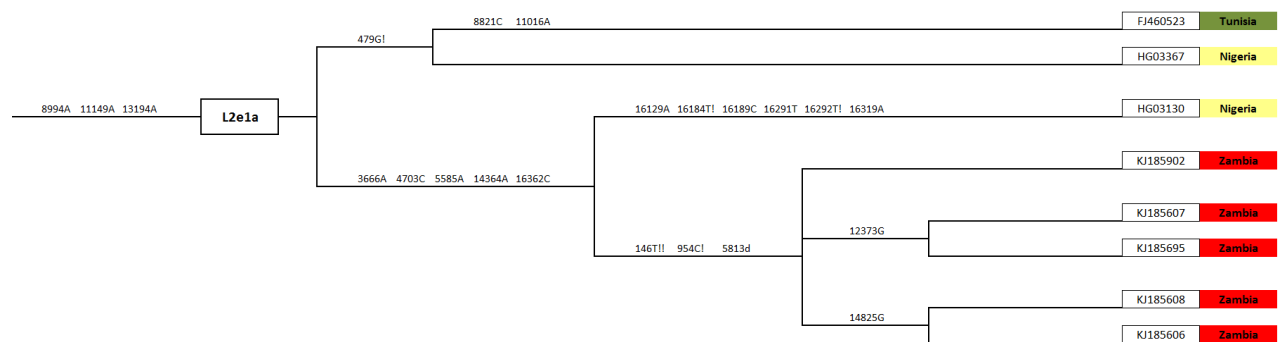 8821C 11016A FJ460523 Tunisia
479G!
HG03367 Nigeria
8994A 11149A 13194A L2e1a
16129A 16184T! 16189C 16291T 16292T! 16319A HG03130 Nigeria
KJ185902 Zambia
3666A 4703C 5585A 14364A 16362C
KJ185607 Zambia
12373G
146T!! 954C! 5813d
KJ185695 Zambia
KJ185608 Zambia
14825G
KJ185606 Zambia